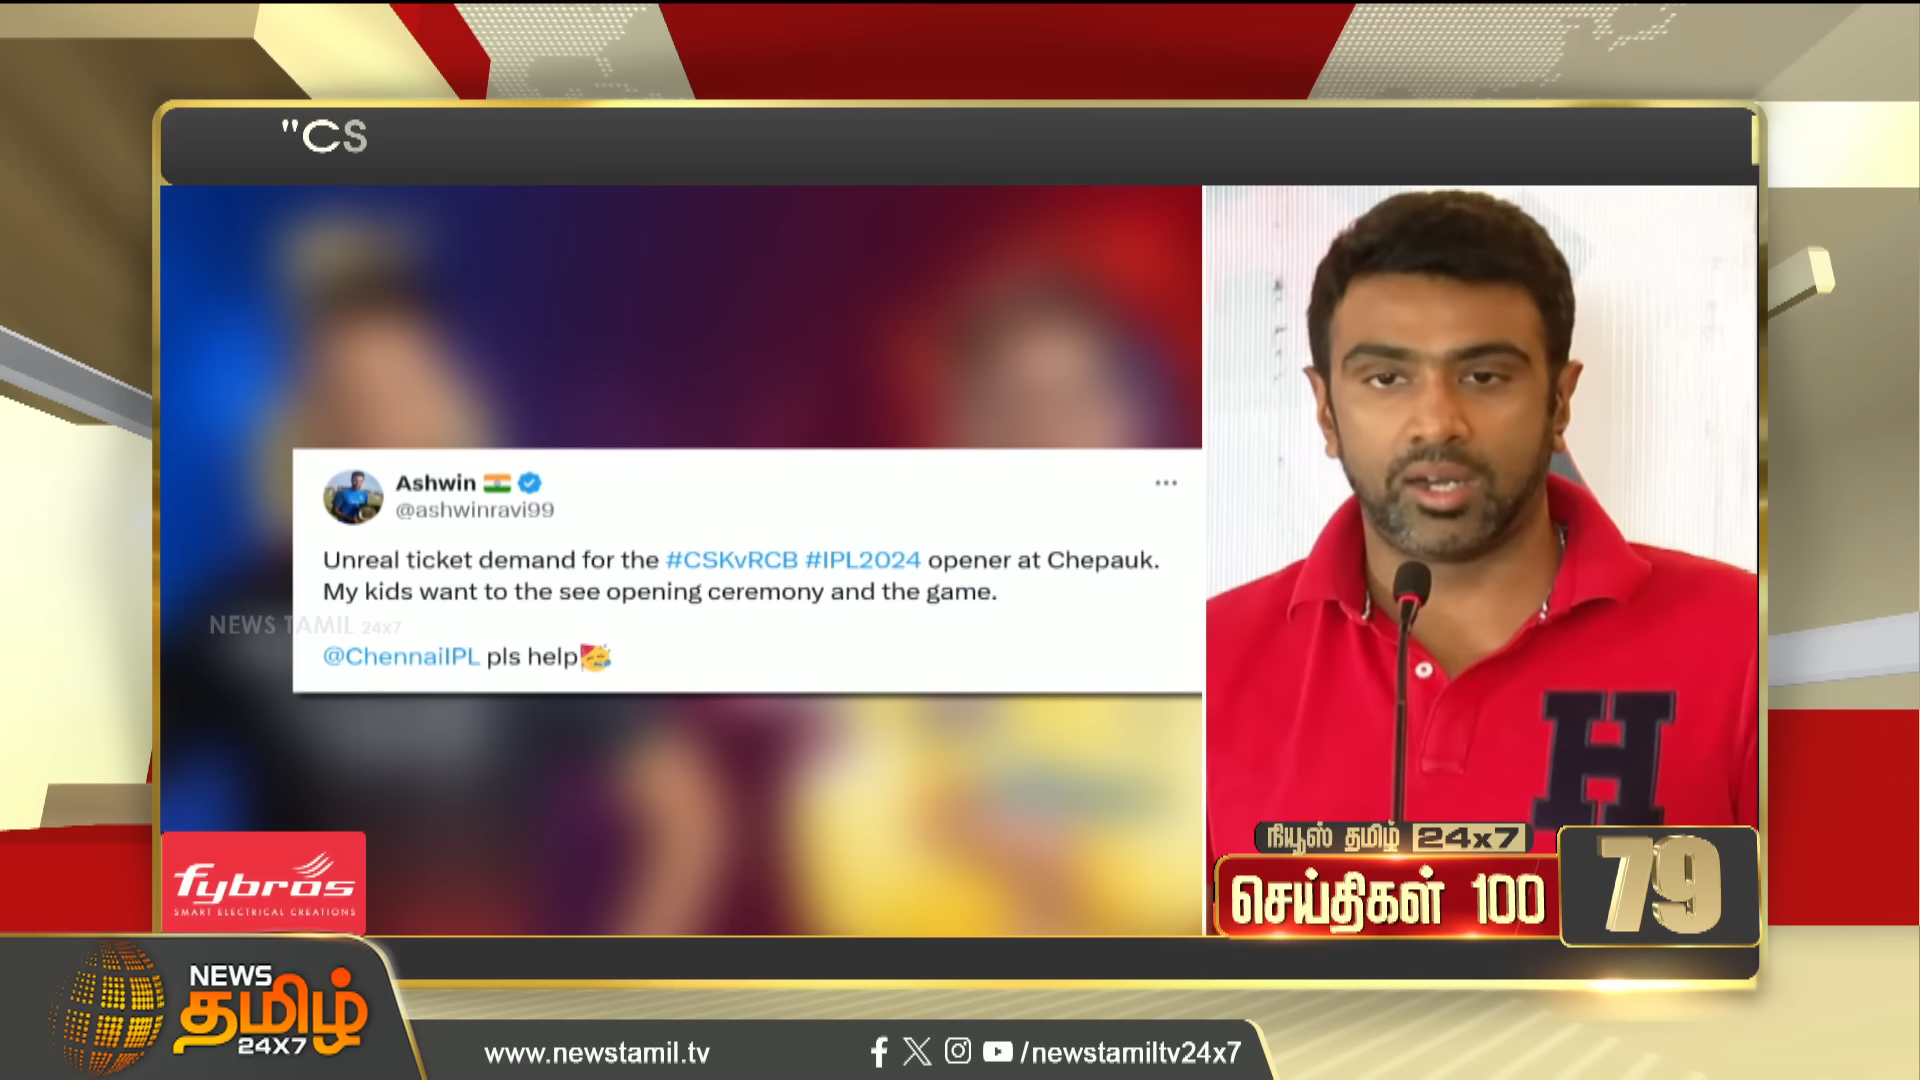 "CS
Ashwin
@ashwinravi99
Unreal ticket demand for the #CSKvRCB #IPL2024 opener at Chepauk.
My kids want to the see opening ceremony and the game.
@ChennaiIPL pls help
NEWS TAMIL 24x7
H
நியூஸ் தமிழ் 24x7
செய்திகள் 100
79
fybros
SMART ELECTRICAL CREATIONS
NEWS
தமிழ்
24X7
www.newstamil.tv
/newstamiltv24x7